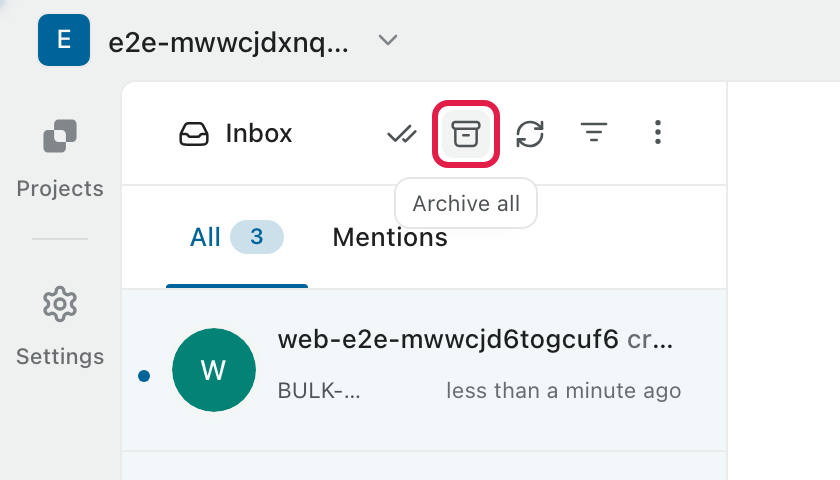 E e2e-mwwcjdxnq...
Inbox
Projects
Archive all
All 3 Mentions
Settings
web-e2e-mwwcjd6togcuf6 cr...
W
BULK-... less than a minute ago